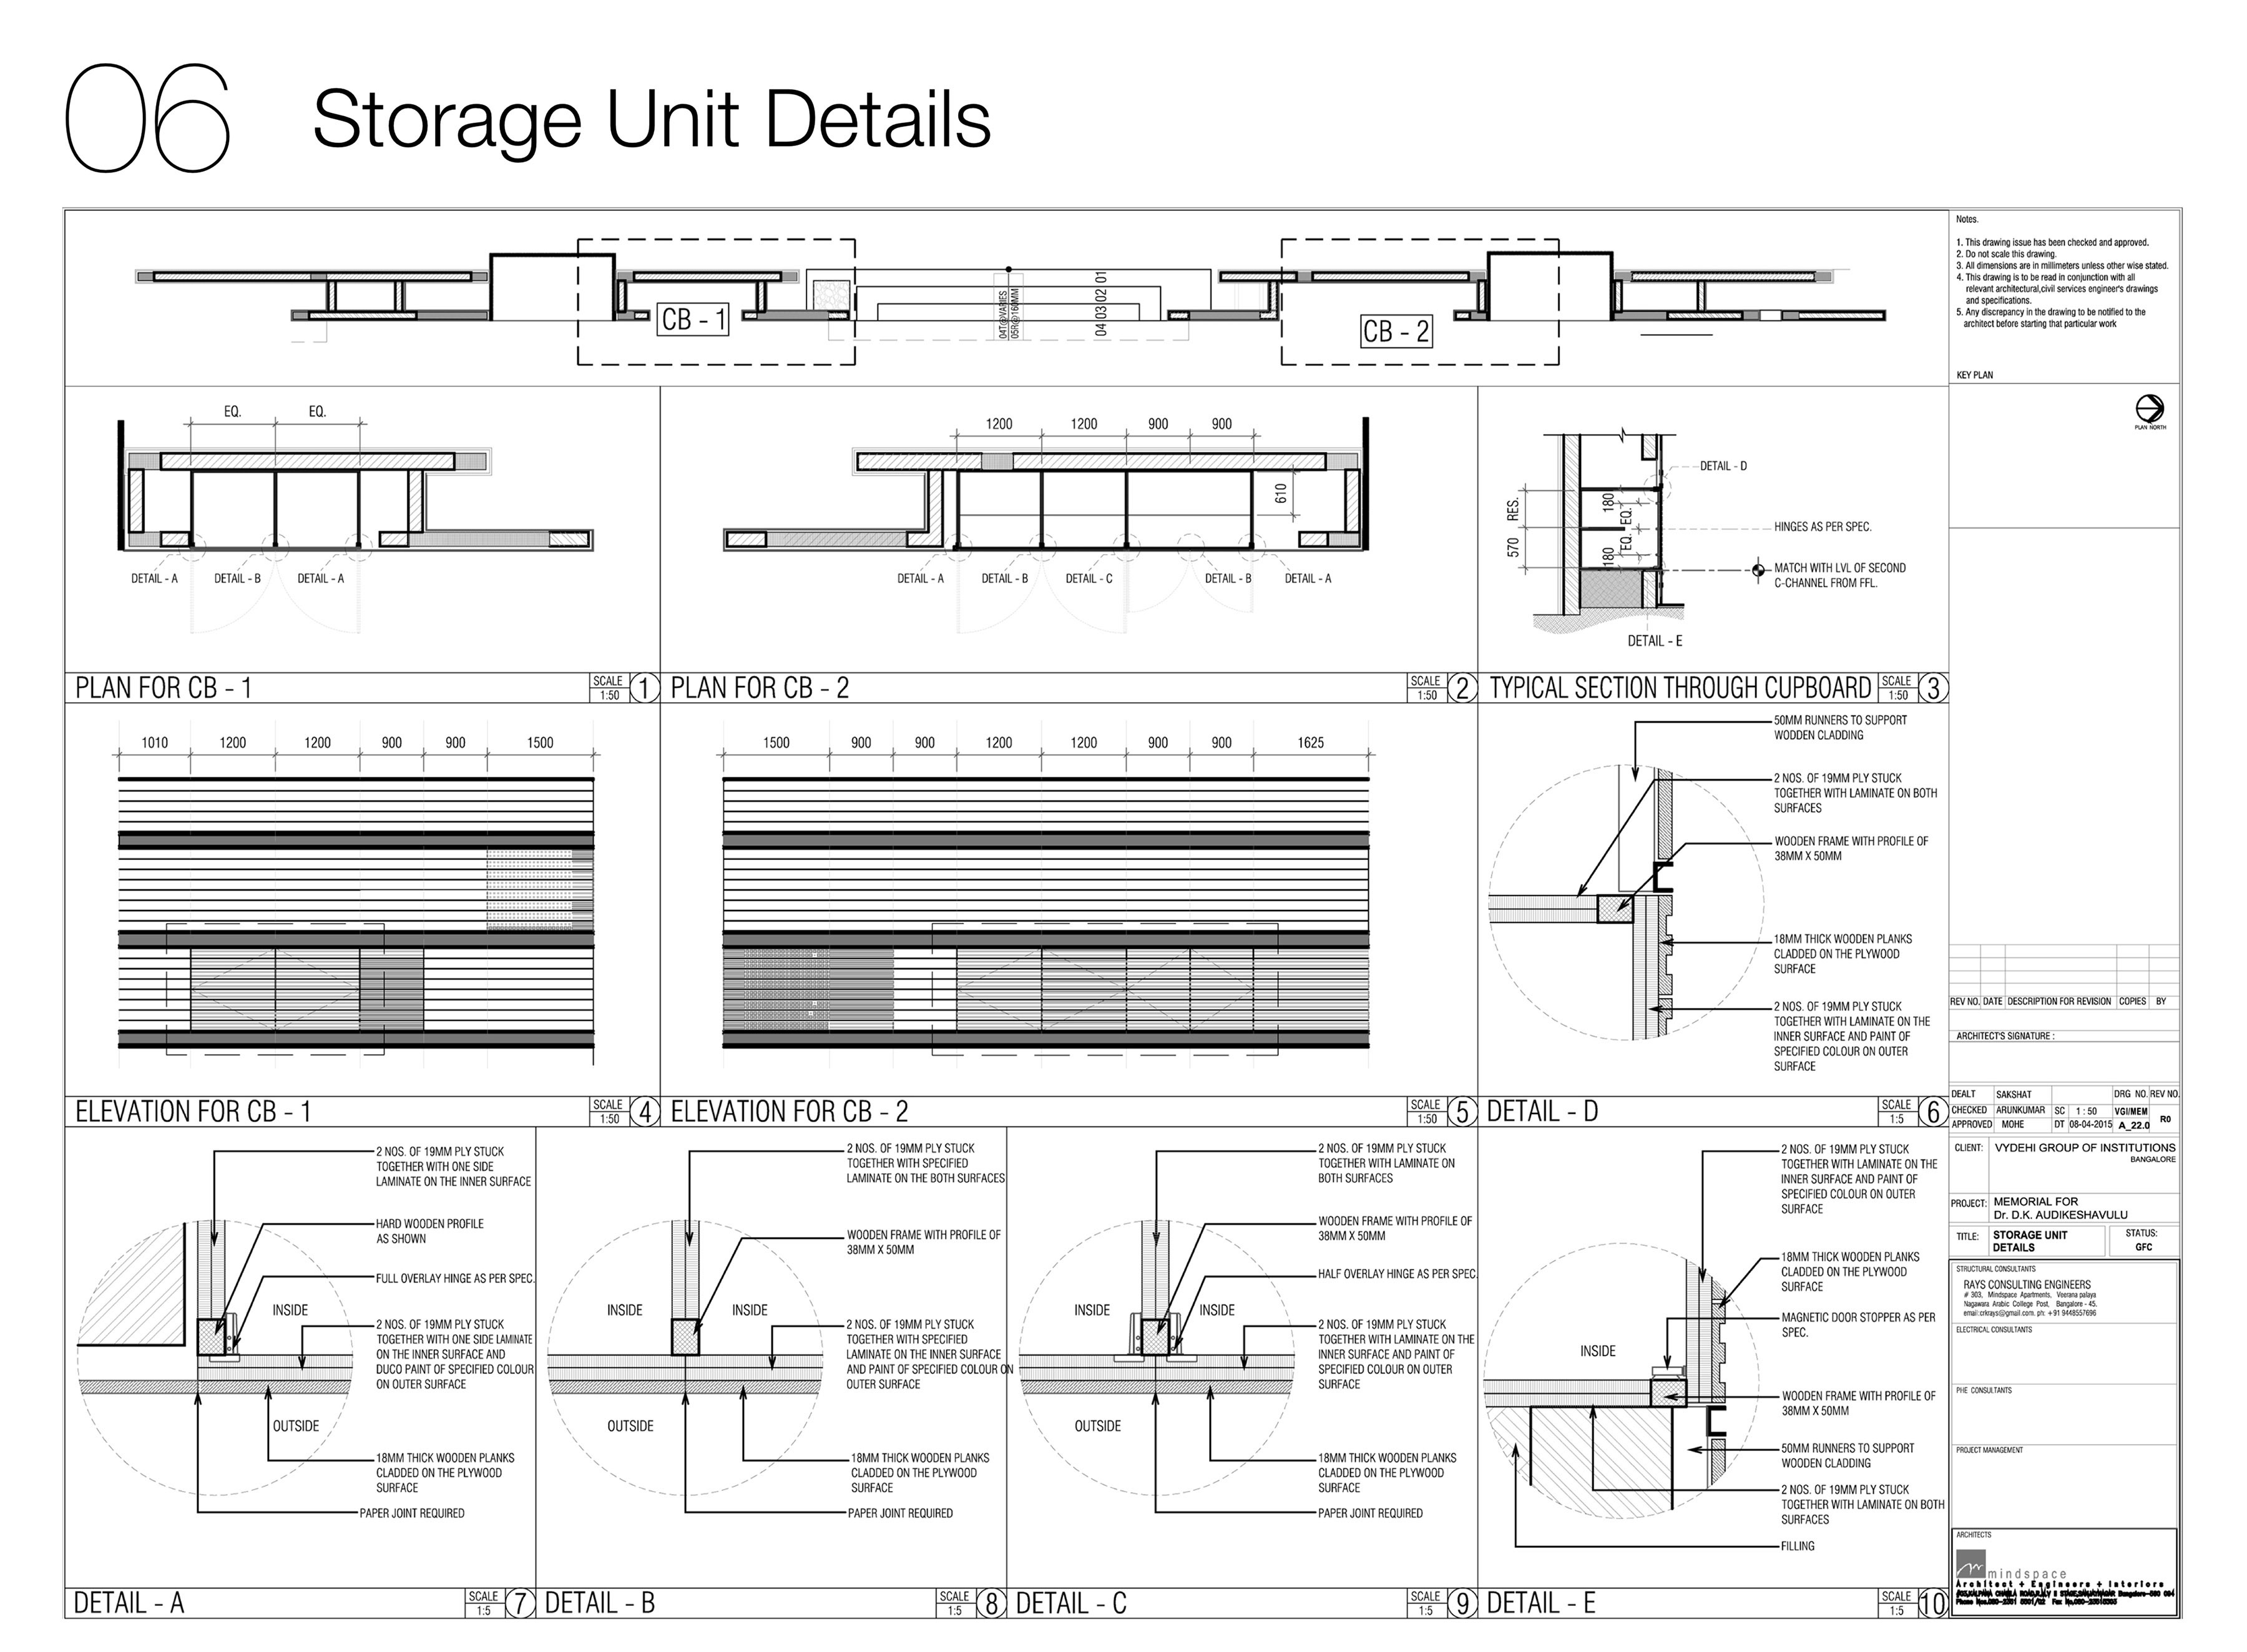 06 Storage Unit Details
CB - 1
04T@VARIES
05R@160MM
04 03 02 01
CB - 2
Notes.
1. This drawing issue has been checked and approved.
2. Do not scale this drawing.
3. All dimensions are in millimeters unless other wise stated.
4. This drawing is to be read in conjunction with all
relevant architectural,civil services engineer's drawings
and specifications.
5. Any discrepancy in the drawing to be notified to the
architect before starting that particular work
KEY PLAN
PLAN NORTH
EQ. EQ.
DETAIL - A DETAIL - B DETAIL - A
PLAN FOR CB - 1 SCALE 1:50 1
1200 1200 900 900
610
DETAIL - A DETAIL - B DETAIL - C DETAIL - B DETAIL - A
PLAN FOR CB - 2 SCALE 1:50 2
DETAIL - D
RES.
570
180
EQ.
EQ.
180
HINGES AS PER SPEC.
MATCH WITH LVL OF SECOND
C-CHANNEL FROM FFL.
DETAIL - E
TYPICAL SECTION THROUGH CUPBOARD SCALE 1:50 3
1010 1200 1200 900 900 1500
ELEVATION FOR CB - 1 SCALE 1:50 4
1500 900 900 1200 1200 900 900 1625
ELEVATION FOR CB - 2 SCALE 1:50 5
50MM RUNNERS TO SUPPORT
WODDEN CLADDING
2 NOS. OF 19MM PLY STUCK
TOGETHER WITH LAMINATE ON BOTH
SURFACES
WOODEN FRAME WITH PROFILE OF
38MM X 50MM
18MM THICK WOODEN PLANKS
CLADDED ON THE PLYWOOD
SURFACE
2 NOS. OF 19MM PLY STUCK
TOGETHER WITH LAMINATE ON THE
INNER SURFACE AND PAINT OF
SPECIFIED COLOUR ON OUTER
SURFACE
DETAIL - D SCALE 1:5 6
2 NOS. OF 19MM PLY STUCK
TOGETHER WITH ONE SIDE
LAMINATE ON THE INNER SURFACE
HARD WOODEN PROFILE
AS SHOWN
FULL OVERLAY HINGE AS PER SPEC.
INSIDE
2 NOS. OF 19MM PLY STUCK
TOGETHER WITH ONE SIDE LAMINATE
ON THE INNER SURFACE AND
DUCO PAINT OF SPECIFIED COLOUR
ON OUTER SURFACE
OUTSIDE
18MM THICK WOODEN PLANKS
CLADDED ON THE PLYWOOD
SURFACE
PAPER JOINT REQUIRED
DETAIL - A SCALE 1:5 7
2 NOS. OF 19MM PLY STUCK
TOGETHER WITH SPECIFIED
LAMINATE ON THE BOTH SURFACES
WOODEN FRAME WITH PROFILE OF
38MM X 50MM
INSIDE INSIDE
2 NOS. OF 19MM PLY STUCK
TOGETHER WITH SPECIFIED
LAMINATE ON THE INNER SURFACE
AND PAINT OF SPECIFIED COLOUR ON
OUTER SURFACE
OUTSIDE
18MM THICK WOODEN PLANKS
CLADDED ON THE PLYWOOD
SURFACE
PAPER JOINT REQUIRED
DETAIL - B SCALE 1:5 8
2 NOS. OF 19MM PLY STUCK
TOGETHER WITH LAMINATE ON
BOTH SURFACES
WOODEN FRAME WITH PROFILE OF
38MM X 50MM
HALF OVERLAY HINGE AS PER SPEC.
INSIDE INSIDE
2 NOS. OF 19MM PLY STUCK
TOGETHER WITH LAMINATE ON THE
INNER SURFACE AND PAINT OF
SPECIFIED COLOUR ON OUTER
SURFACE
OUTSIDE
18MM THICK WOODEN PLANKS
CLADDED ON THE PLYWOOD
SURFACE
PAPER JOINT REQUIRED
DETAIL - C SCALE 1:5 9
2 NOS. OF 19MM PLY STUCK
TOGETHER WITH LAMINATE ON THE
INNER SURFACE AND PAINT OF
SPECIFIED COLOUR ON OUTER
SURFACE
18MM THICK WOODEN PLANKS
CLADDED ON THE PLYWOOD
SURFACE
MAGNETIC DOOR STOPPER AS PER
SPEC.
INSIDE
WOODEN FRAME WITH PROFILE OF
38MM X 50MM
50MM RUNNERS TO SUPPORT
WOODEN CLADDING
2 NOS. OF 19MM PLY STUCK
TOGETHER WITH LAMINATE ON BOTH
SURFACES
FILLING
DETAIL - E SCALE 1:5 10
REV NO. DATE DESCRIPTION FOR REVISION COPIES BY
ARCHITECT'S SIGNATURE :
DEALT SAKSHAT DRG NO. REV NO.
CHECKED ARUNKUMAR SC 1 : 50 VGI/MEM R0
APPROVED MOHE DT 08-04-2015 A_22.0
CLIENT: VYDEHI GROUP OF INSTITUTIONS
BANGALORE
PROJECT: MEMORIAL FOR
Dr. D.K. AUDIKESHAVULU
TITLE: STORAGE UNIT
DETAILS
STATUS:
GFC
STRUCTURAL CONSULTANTS
RAYS CONSULTING ENGINEERS
# 303, Mindspace Apartments, Veerana palaya
Nagawara Arabic College Post, Bangalore - 45.
email:crkrays@gmail.com. ph: +91 9448557696
ELECTRICAL CONSULTANTS
PHE CONSULTANTS
PROJECT MANAGEMENT
ARCHITECTS
mindspace
Architect + Engineers + Interiors